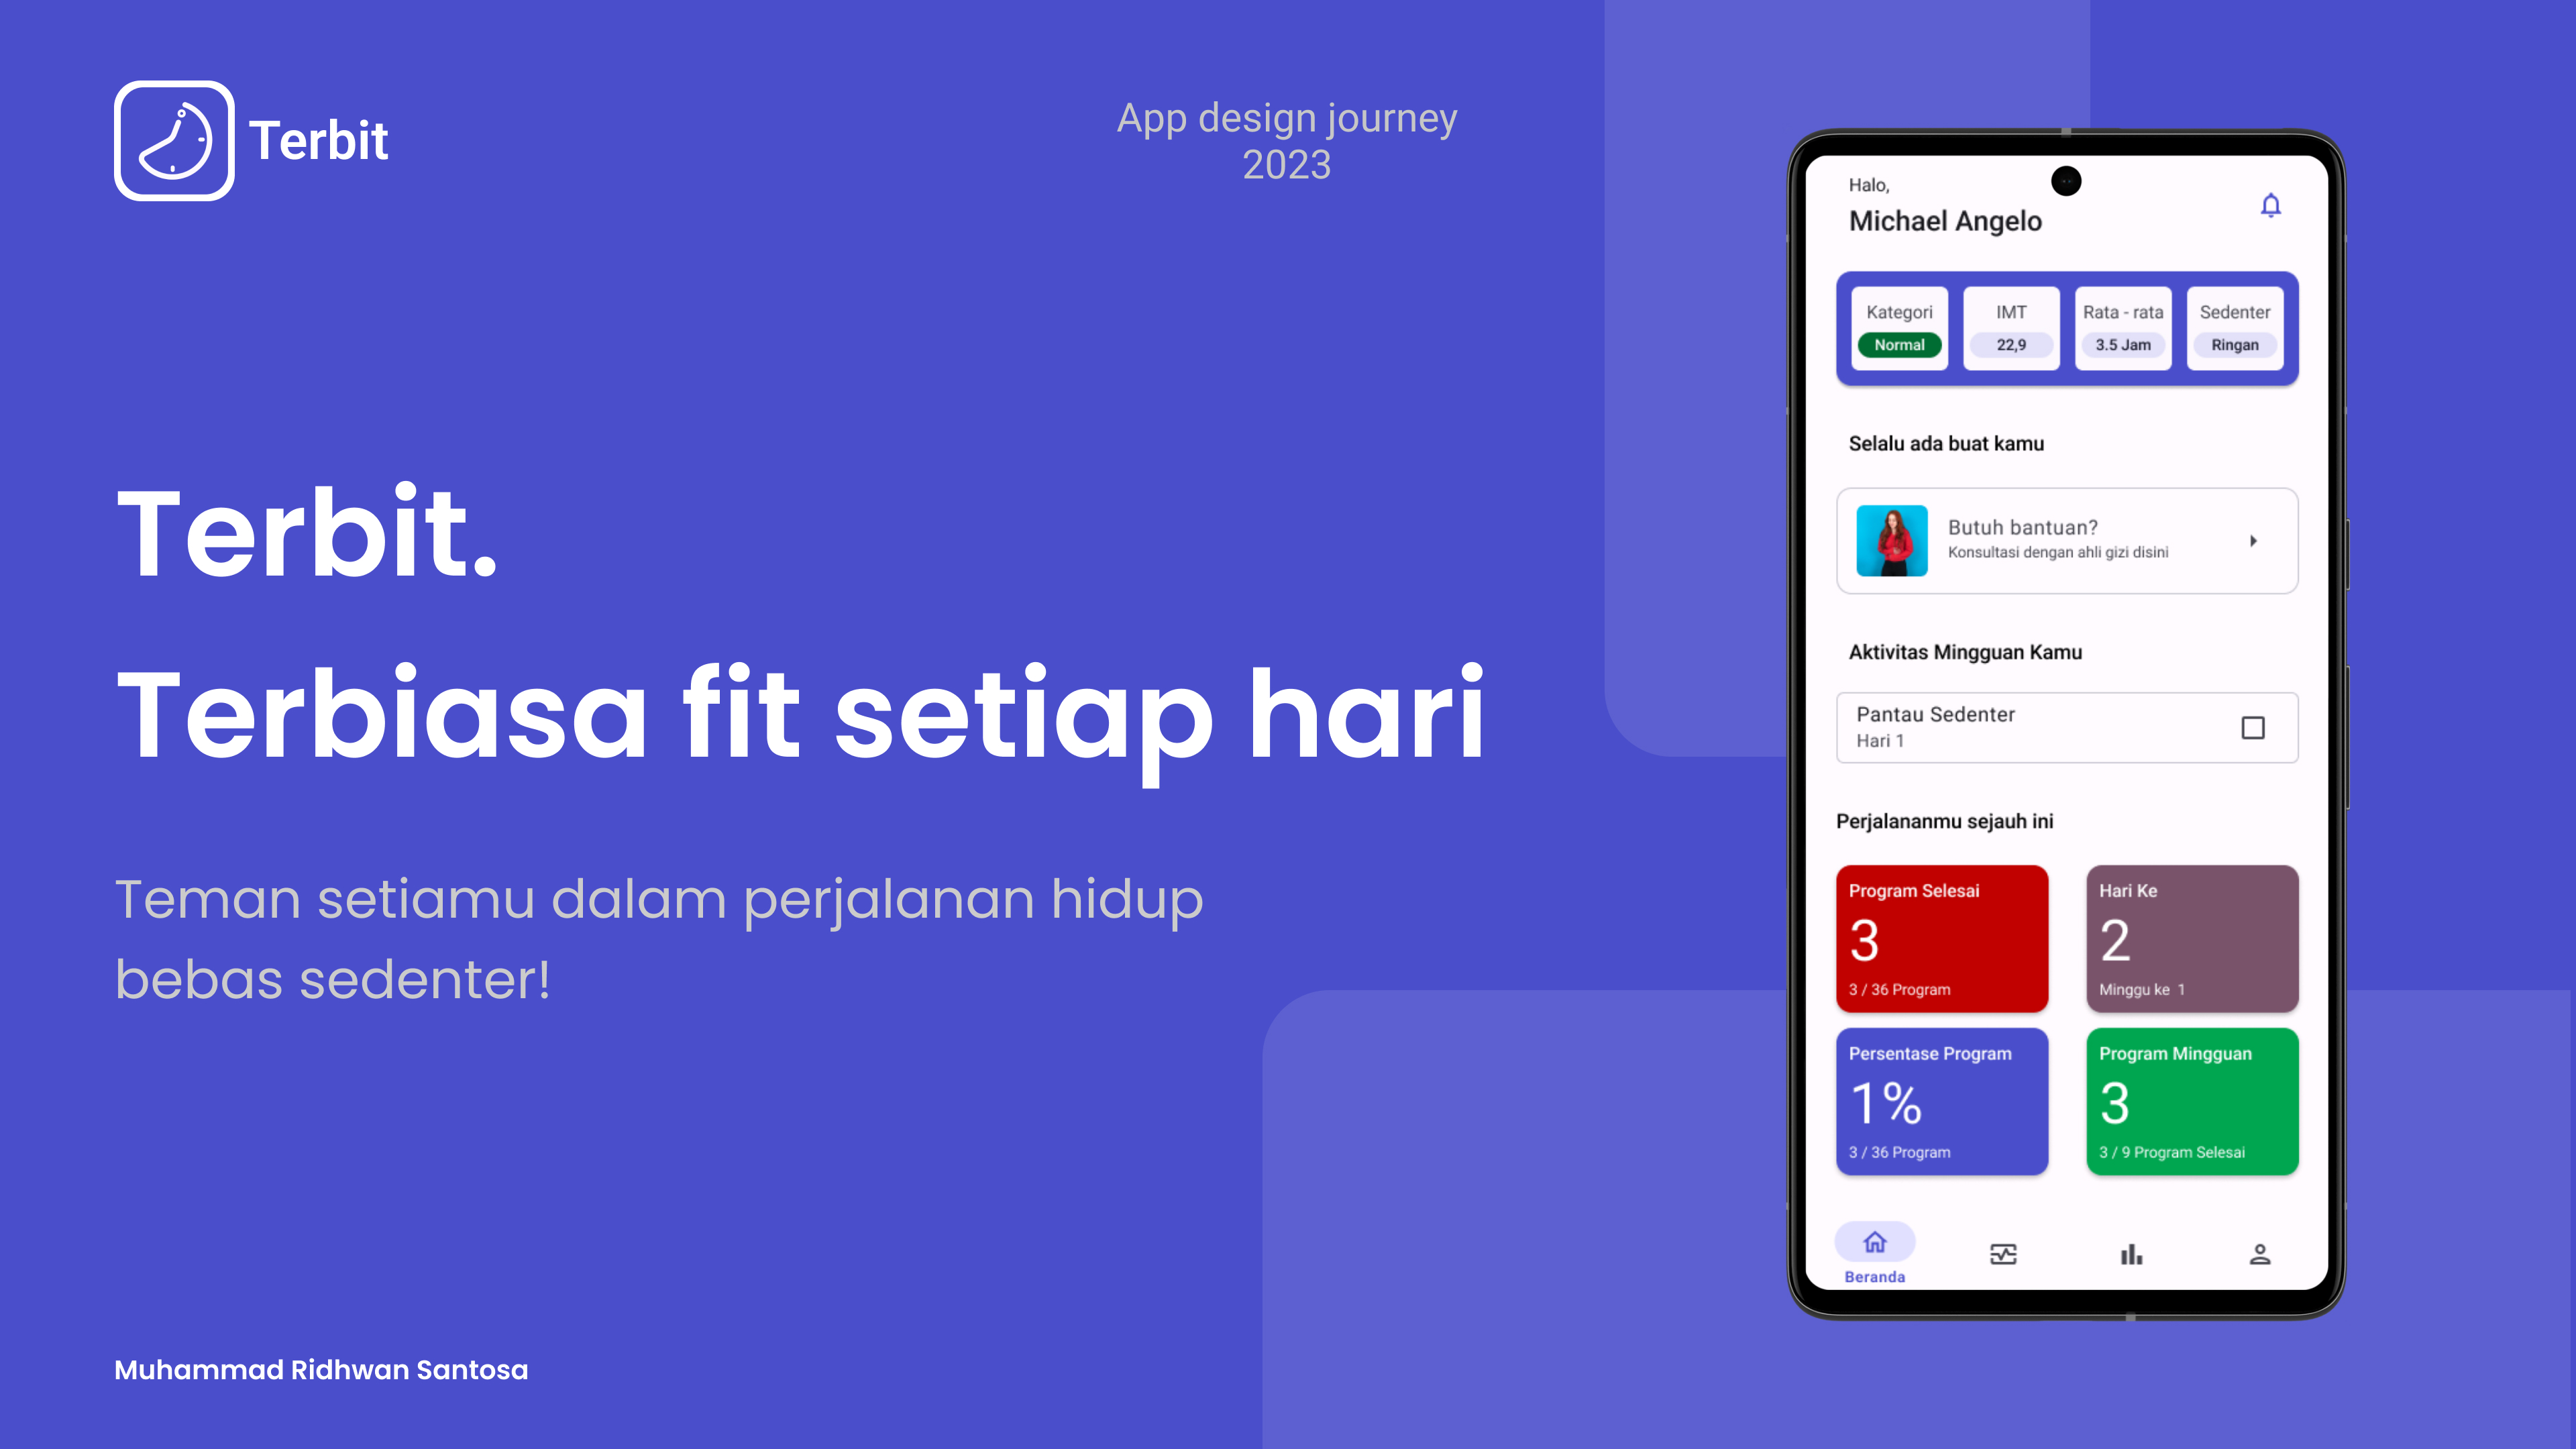 Terbit
App design journey
2023
Terbit.
Terbiasa fit setiap hari
Teman setiamu dalam perjalanan hidup
bebas sedenter!
Muhammad Ridhwan Santosa
Halo,
Michael Angelo
Kategori
Normal
IMT
22,9
Rata - rata
3.5 Jam
Sedenter
Ringan
Selalu ada buat kamu
Butuh bantuan?
Konsultasi dengan ahli gizi disini
Aktivitas Mingguan Kamu
Pantau Sedenter
Hari 1
Perjalananmu sejauh ini
Program Selesai
3
3 / 36 Program
Hari Ke
2
Minggu ke 1
Persentase Program
1%
3 / 36 Program
Program Mingguan
3
3 / 9 Program Selesai
Beranda